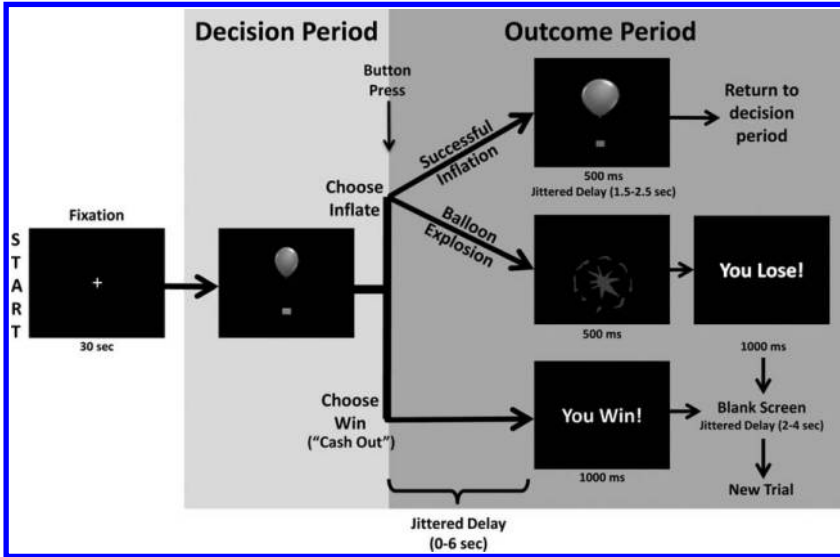 Decision Period
Outcome Period
Button
Press
Successful
Inflation
500 ms
Jittered Delay (1.5-2.5 sec)
Return to
decision
period
Choose
Inflate
Balloon
Explosion
500 ms
You Lose!
1000 ms
Fixation
START
+
30 sec
Choose
Win
("Cash Out")
You Win!
1000 ms
Blank Screen
Jittered Delay (2-4 sec)
New Trial
Jittered Delay
(0-6 sec)